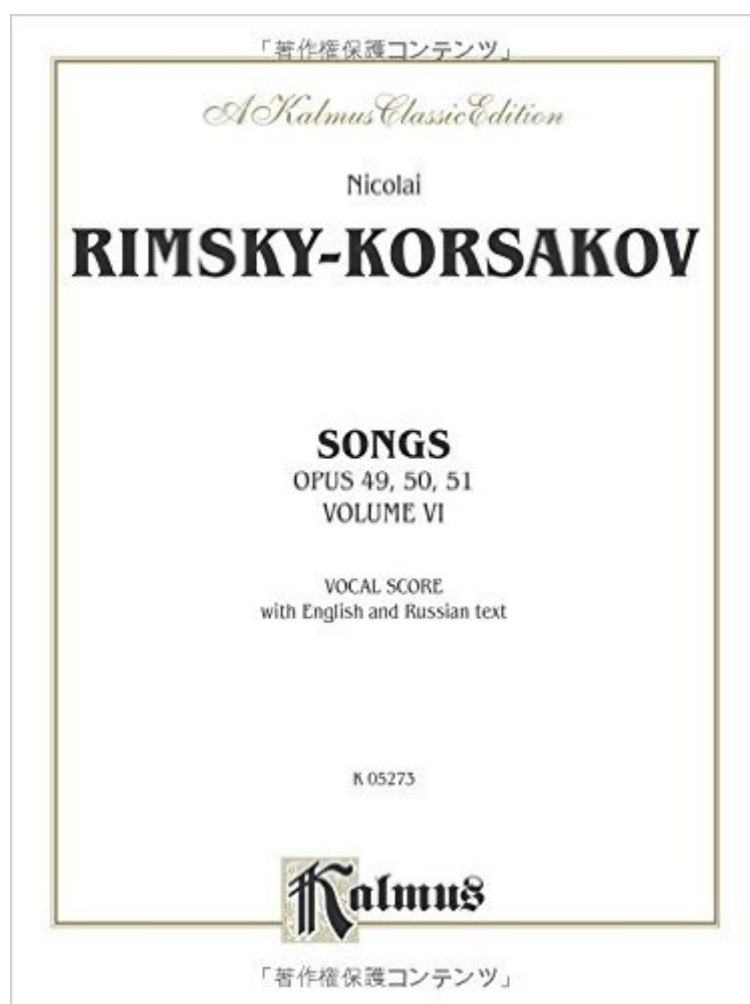 「著作権保護コンテンツ」
A Kalmus Classic Edition
Nicolai
RIMSKY-KORSAKOV
SONGS
OPUS 49, 50, 51
VOLUME VI
VOCAL SCORE
with English and Russian text
K 05273
Kalmus
「著作権保護コンテンツ」